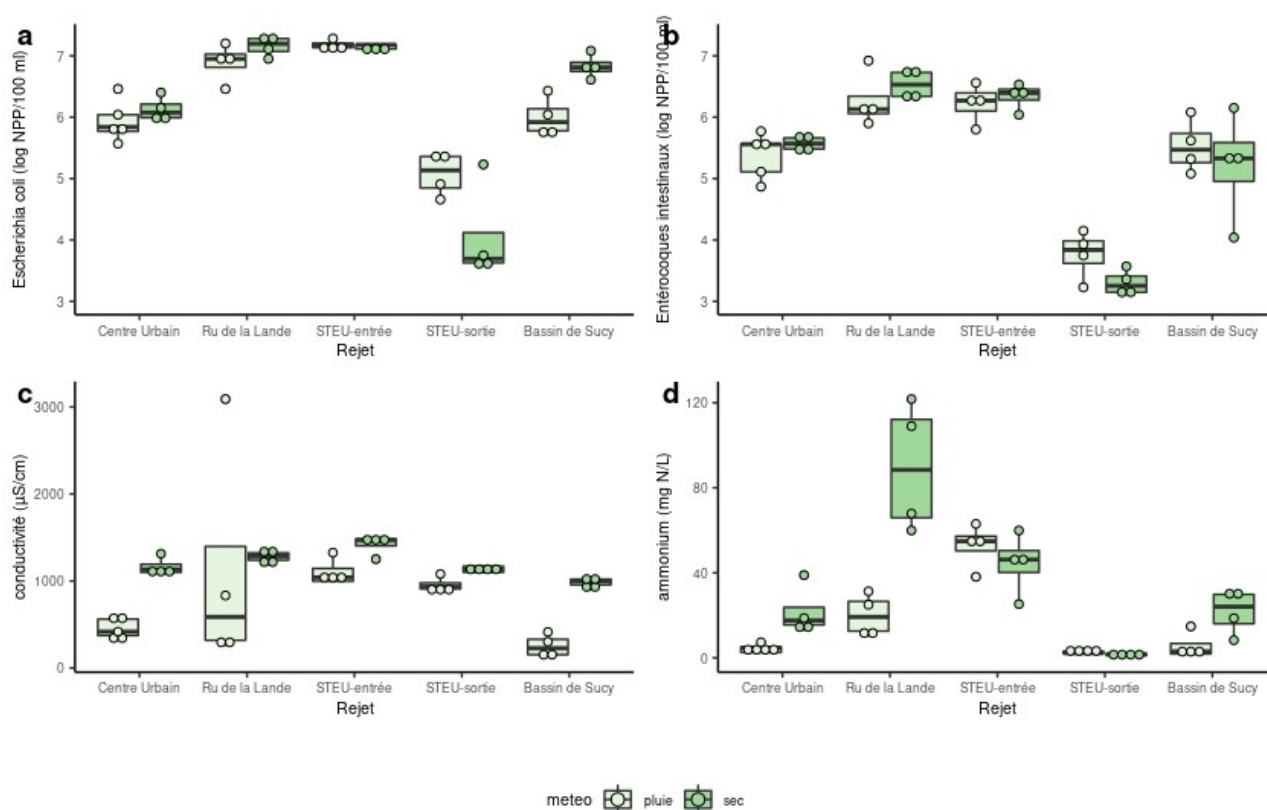 a
Escherichia coli (log NPP/100 ml)
7
6
5
4
3
Centre Urbain Ru de la Lande STEU-entrée STEU-sortie Bassin de Sucy
Rejet
b
Entérocoques intestinaux (log NPP/100 ml)
7
6
5
4
3
Centre Urbain Ru de la Lande STEU-entrée STEU-sortie Bassin de Sucy
Rejet
c
conductivité (µS/cm)
3000
2000
1000
0
Centre Urbain Ru de la Lande STEU-entrée STEU-sortie Bassin de Sucy
Rejet
d
ammonium (mg N/L)
120
80
40
0
Centre Urbain Ru de la Lande STEU-entrée STEU-sortie Bassin de Sucy
Rejet
meteo pluie sec